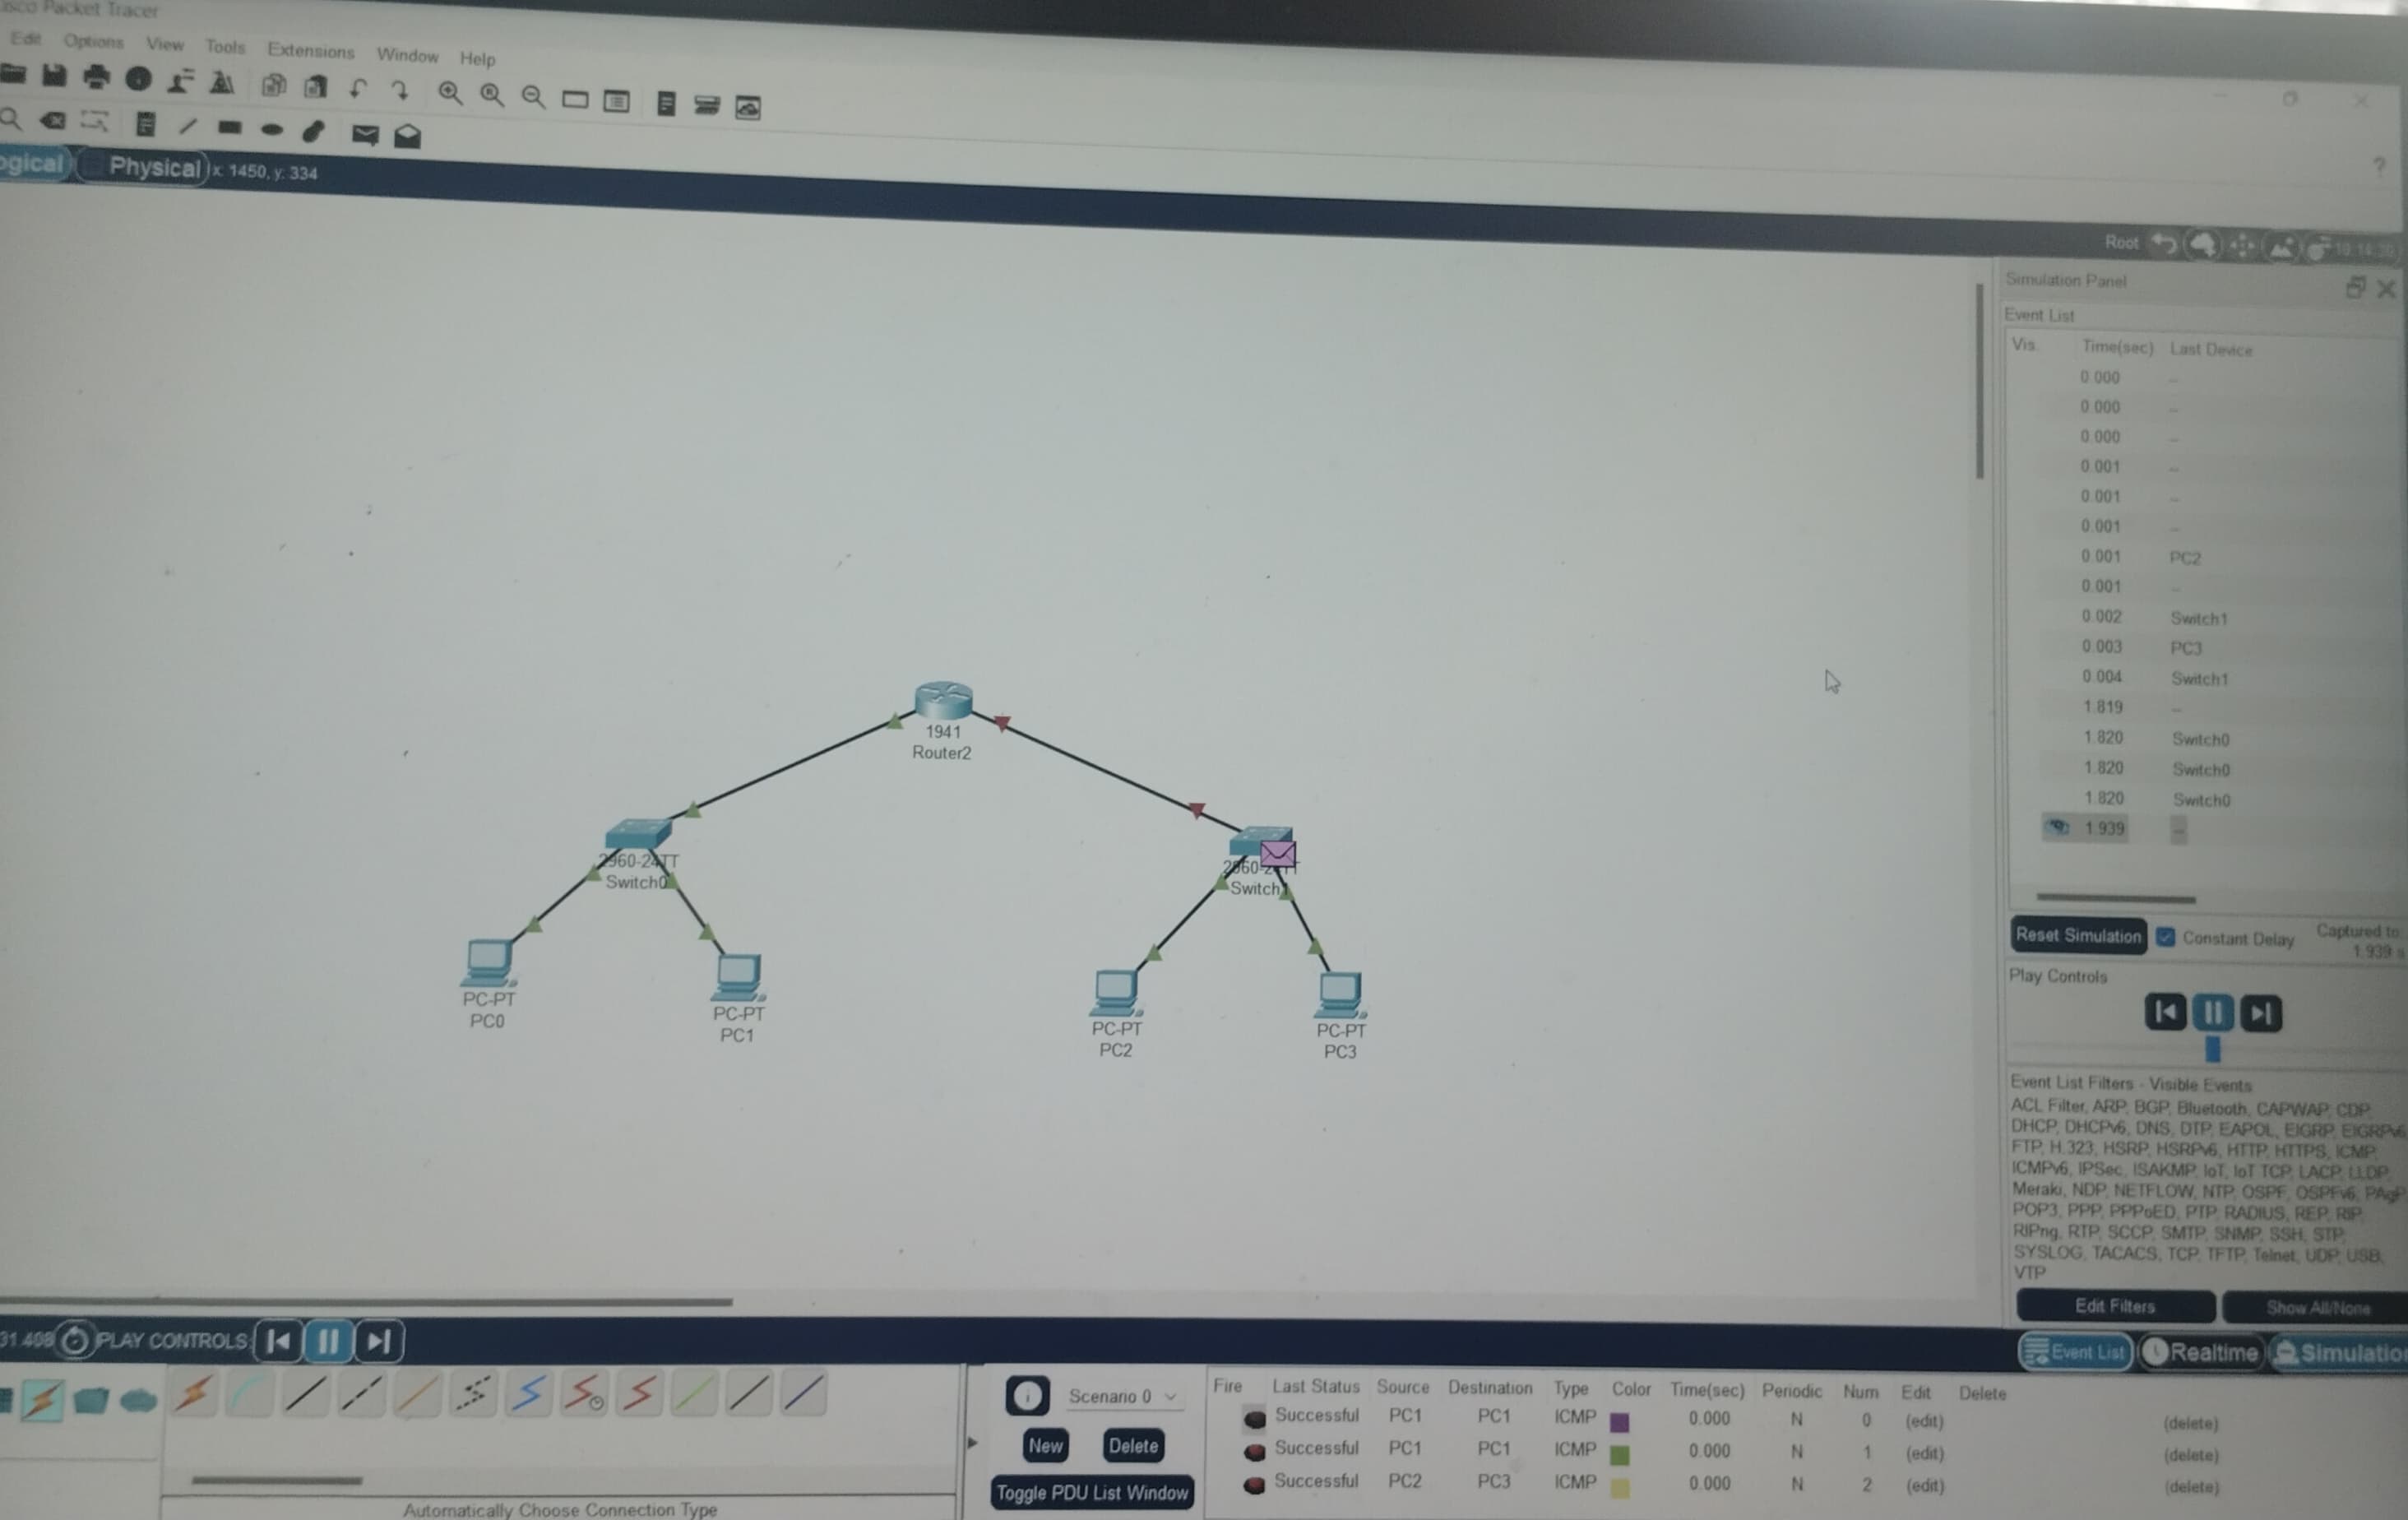 isco Packet Tracer
Edit Options View Tools Extensions Window Help
ogical Physical x: 1450, y: 334
?
Root
Simulation Panel
Event List
Vis. Time(sec) Last Device
0.000 --
0.000 --
0.000 --
0.001 --
0.001 --
0.001 --
0.001 PC2
0.001 --
0.002 Switch1
0.003 PC3
0.004 Switch1
1.819 --
1.820 Switch0
1.820 Switch0
1.820 Switch0
1.939 --
1941
Router2
2960-24TT
Switch0
2960-24TT
Switch1
PC-PT
PC0
PC-PT
PC1
PC-PT
PC2
PC-PT
PC3
Reset Simulation Constant Delay Captured to:
1.939 s
Play Controls
Event List Filters - Visible Events
ACL Filter, ARP, BGP, Bluetooth, CAPWAP, CDP,
DHCP, DHCPv6, DNS, DTP, EAPOL, EIGRP, EIGRPv6,
FTP, H.323, HSRP, HSRPv6, HTTP, HTTPS, ICMP,
ICMPv6, IPSec, ISAKMP, IoT, IoT TCP, LACP, LLDP,
Meraki, NDP, NETFLOW, NTP, OSPF, OSPFv6, PAgP,
POP3, PPP, PPPoED, PTP, RADIUS, REP, RIP,
RIPng, RTP, SCCP, SMTP, SNMP, SSH, STP,
SYSLOG, TACACS, TCP, TFTP, Telnet, UDP, USB,
VTP
Edit Filters Show All/None
31.408 PLAY CONTROLS:
Event List Realtime Simulation
Scenario 0
New Delete
Toggle PDU List Window
Fire Last Status Source Destination Type Color Time(sec) Periodic Num Edit Delete
Successful PC1 PC1 ICMP 0.000 N 0 (edit) (delete)
Successful PC1 PC1 ICMP 0.000 N 1 (edit) (delete)
Successful PC2 PC3 ICMP 0.000 N 2 (edit) (delete)
Automatically Choose Connection Type